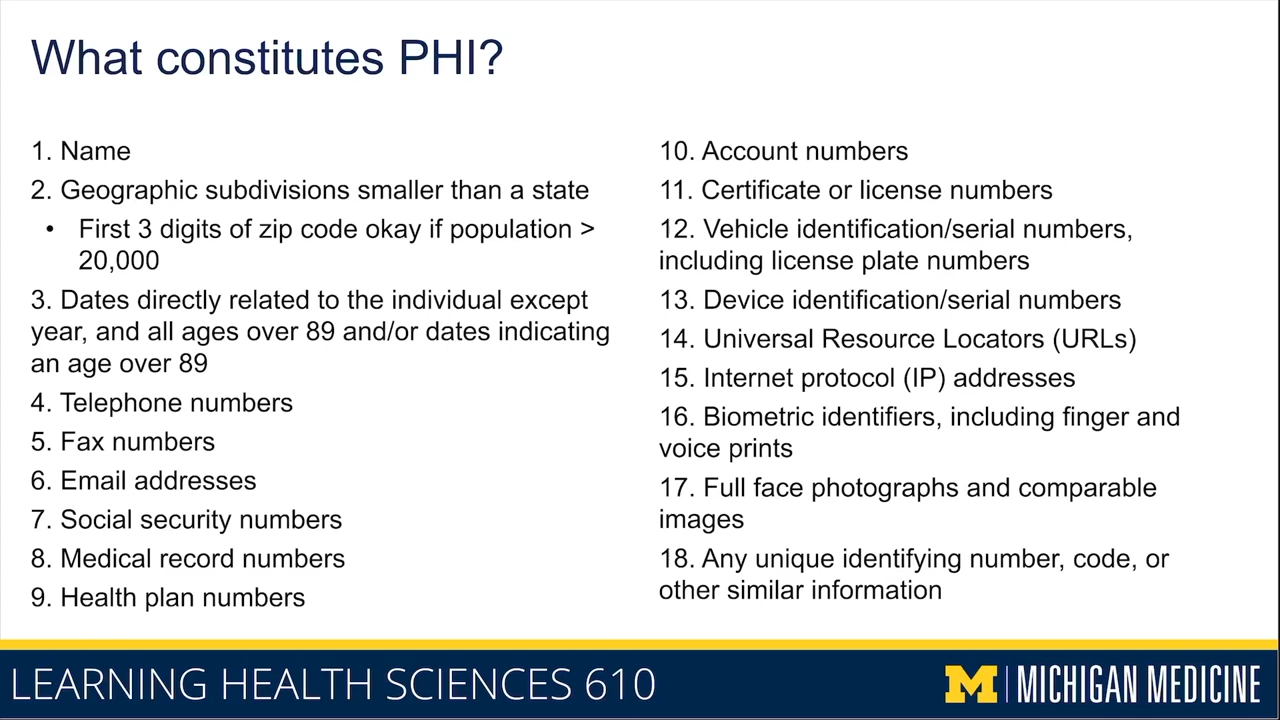 What constitutes PHI?
1. Name
2. Geographic subdivisions smaller than a state
• First 3 digits of zip code okay if population >
20,000
3. Dates directly related to the individual except
year, and all ages over 89 and/or dates indicating
an age over 89
4. Telephone numbers
5. Fax numbers
6. Email addresses
7. Social security numbers
8. Medical record numbers
9. Health plan numbers
10. Account numbers
11. Certificate or license numbers
12. Vehicle identification/serial numbers,
including license plate numbers
13. Device identification/serial numbers
14. Universal Resource Locators (URLs)
15. Internet protocol (IP) addresses
16. Biometric identifiers, including finger and
voice prints
17. Full face photographs and comparable
images
18. Any unique identifying number, code, or
other similar information
LEARNING HEALTH SCIENCES 610
M | MICHIGAN MEDICINE